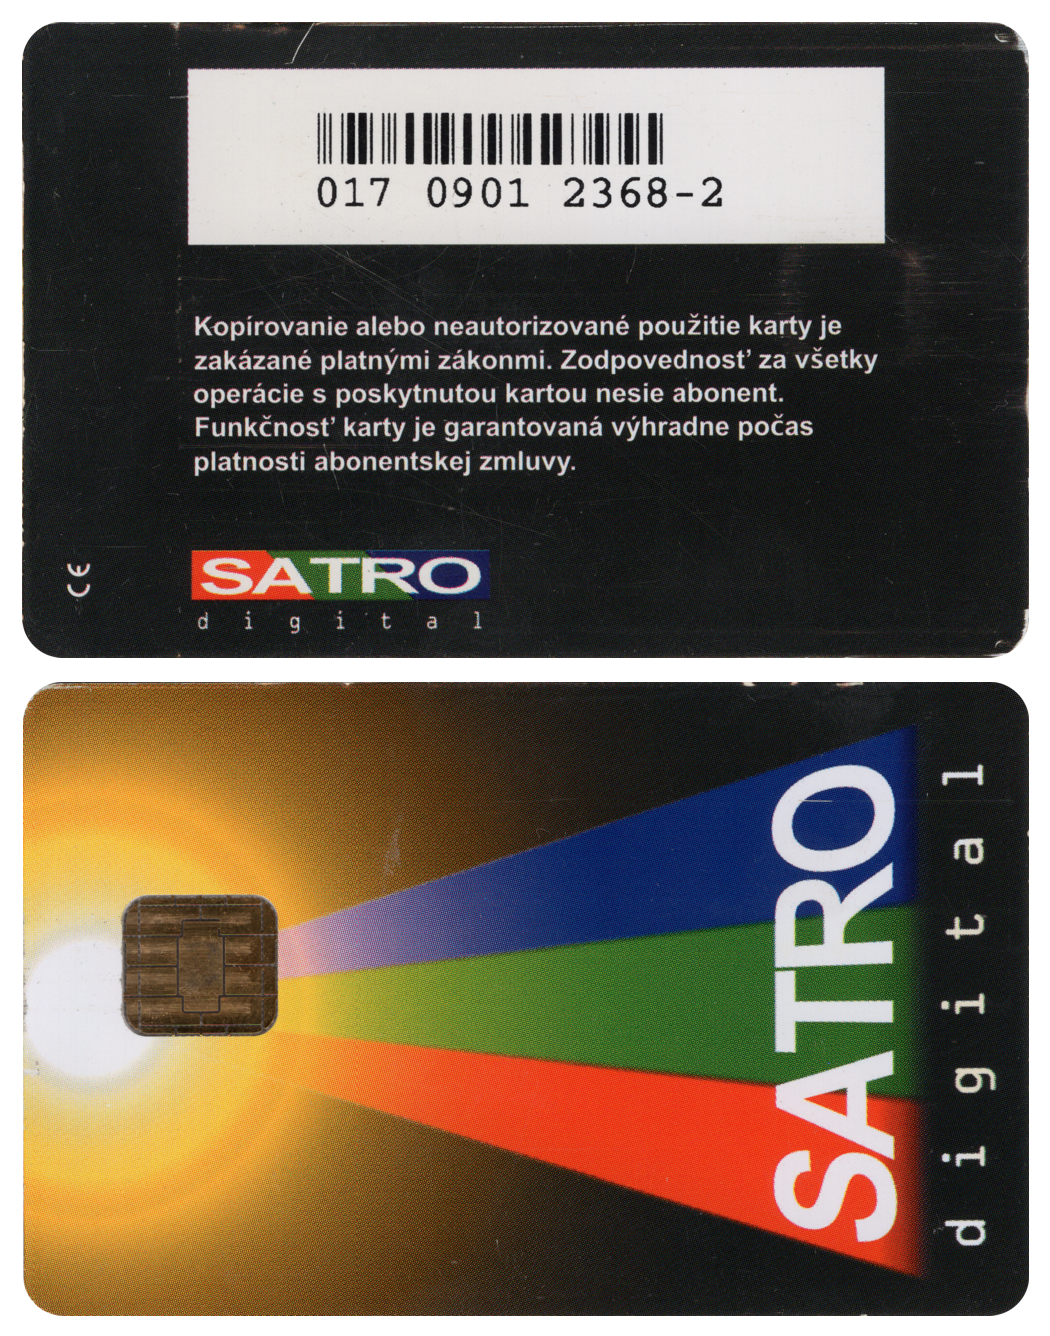 017 0901 2368-2
Kopírovanie alebo neautorizované použitie karty je
zakázané platnými zákonmi. Zodpovednosť za všetky
operácie s poskytnutou kartou nesie abonent.
Funkčnosť karty je garantovaná výhradne počas
platnosti abonentskej zmluvy.
CE
SATRO
digital
SATRO
digital